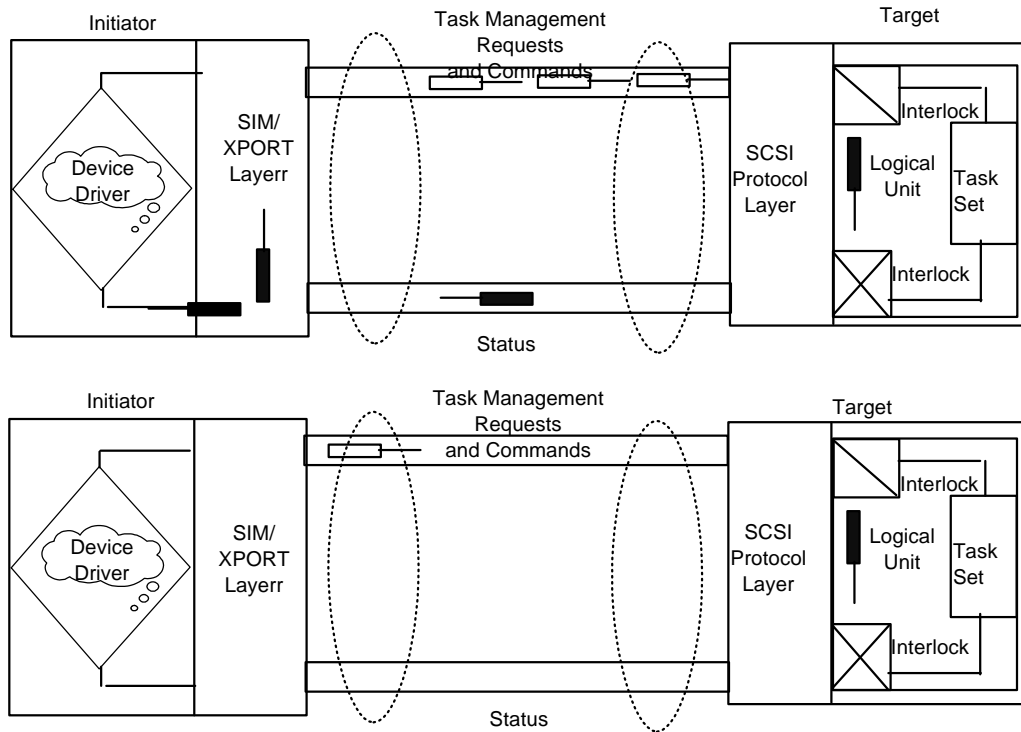 Initiator
Task Management
Requests
and Commands
Target
SIM/
XPORT
Layerr
Device
Driver
SCSI
Protocol
Layer
Interlock
Logical
Unit
Task
Set
Interlock
Status
Initiator
Task Management
Requests
and Commands
Target
SIM/
XPORT
Layerr
Device
Driver
SCSI
Protocol
Layer
Interlock
Logical
Unit
Task
Set
Interlock
Status